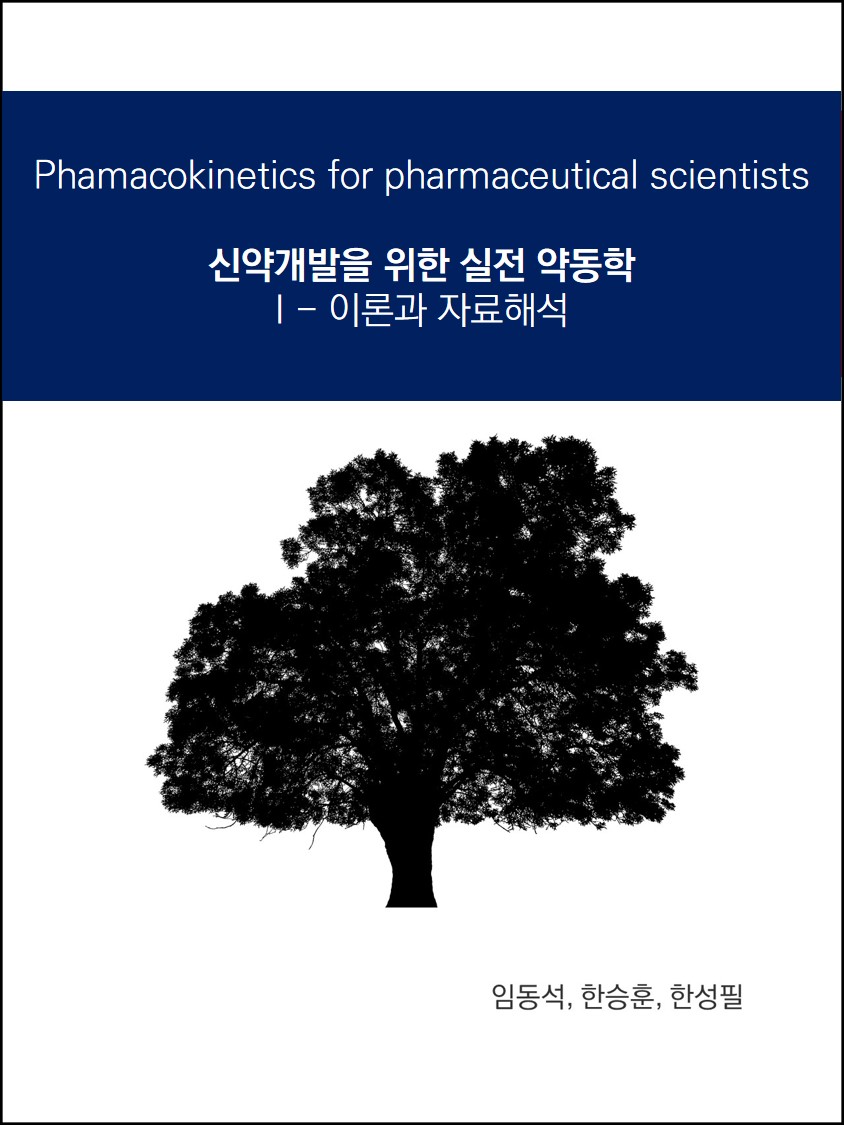 Phamacokinetics for pharmaceutical scientists
신약개발을 위한 실전 약동학
I - 이론과 자료해석
임동석, 한승훈, 한성필